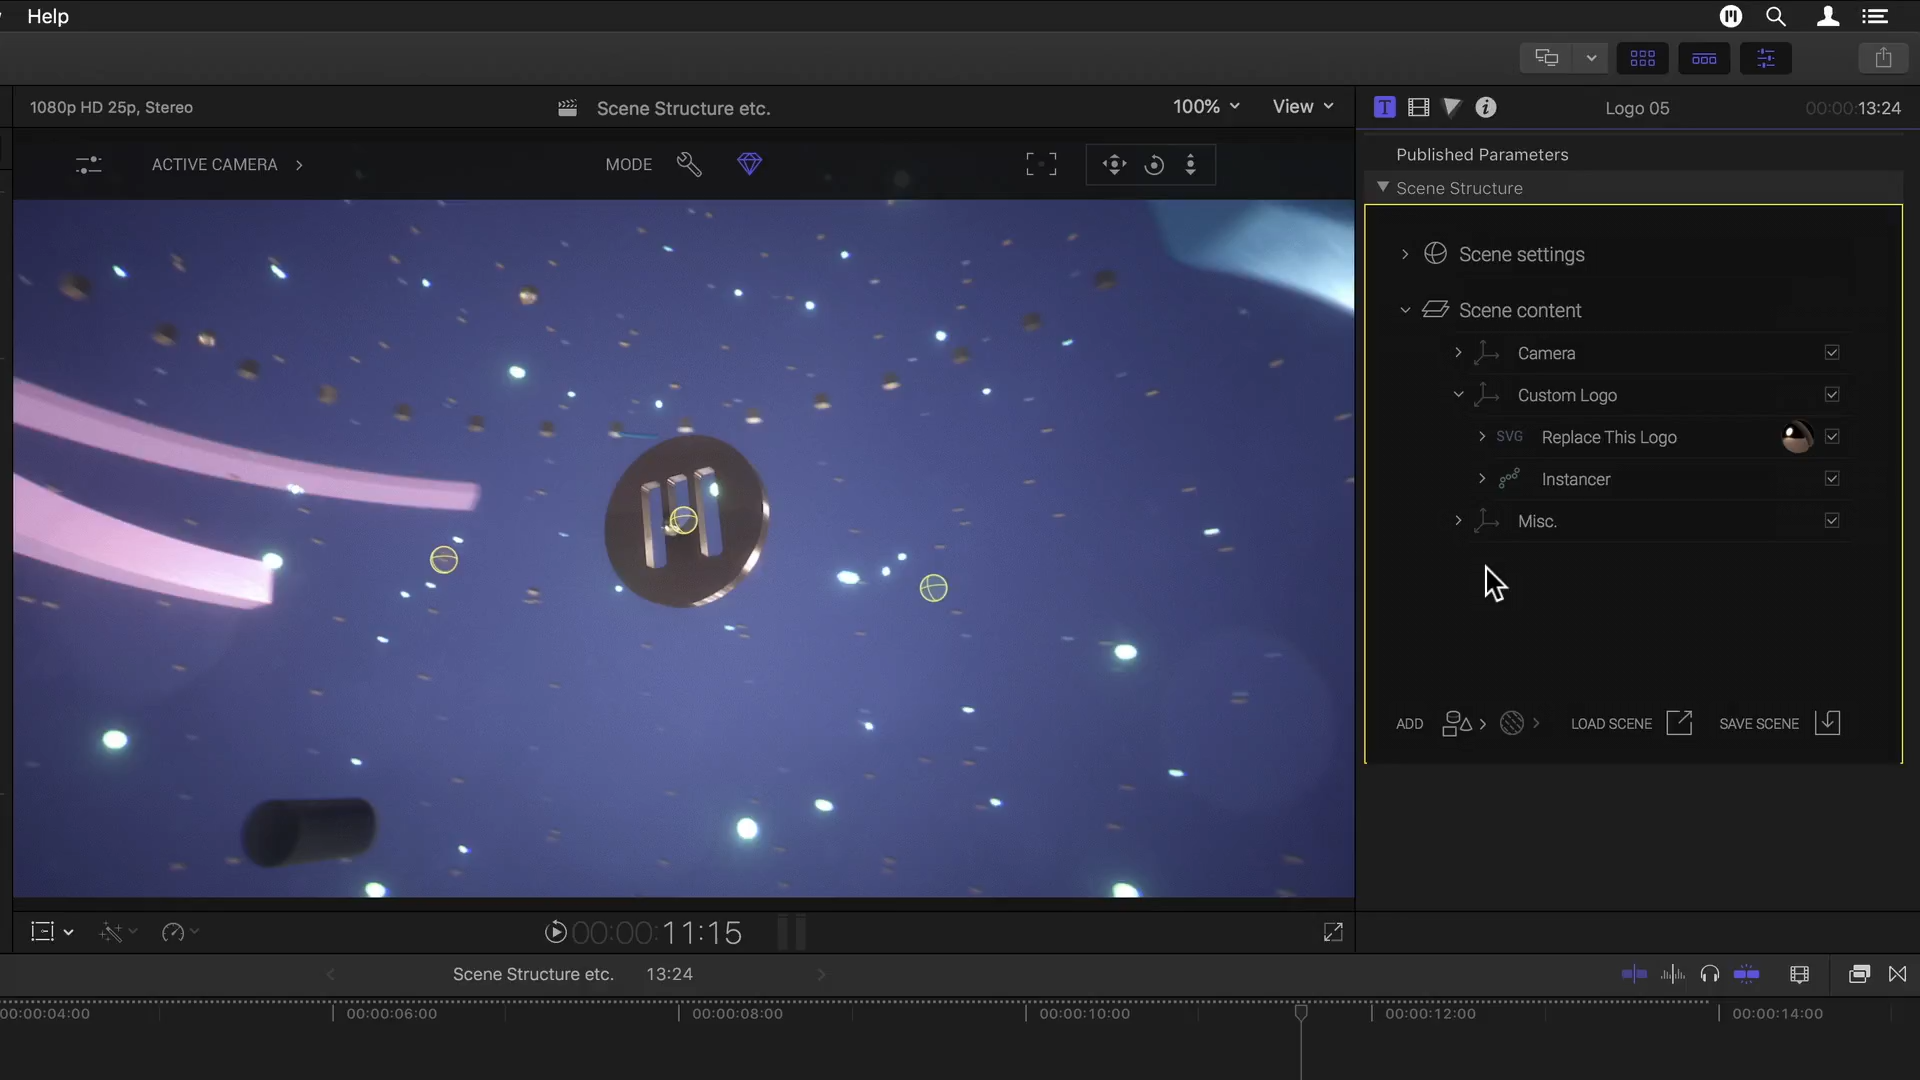 Help
1080p HD 25p, Stereo
Scene Structure etc.
100%
View
T
Logo 05
00:00:13:24
ACTIVE CAMERA
MODE
Published Parameters
Scene Structure
Scene settings
Scene content
Camera
Custom Logo
SVG Replace This Logo
Instancer
Misc.
ADD
LOAD SCENE
SAVE SCENE
00:00:11:15
Scene Structure etc.
13:24
00:00:04:00
00:00:06:00
00:00:08:00
00:00:10:00
00:00:12:00
00:00:14:00